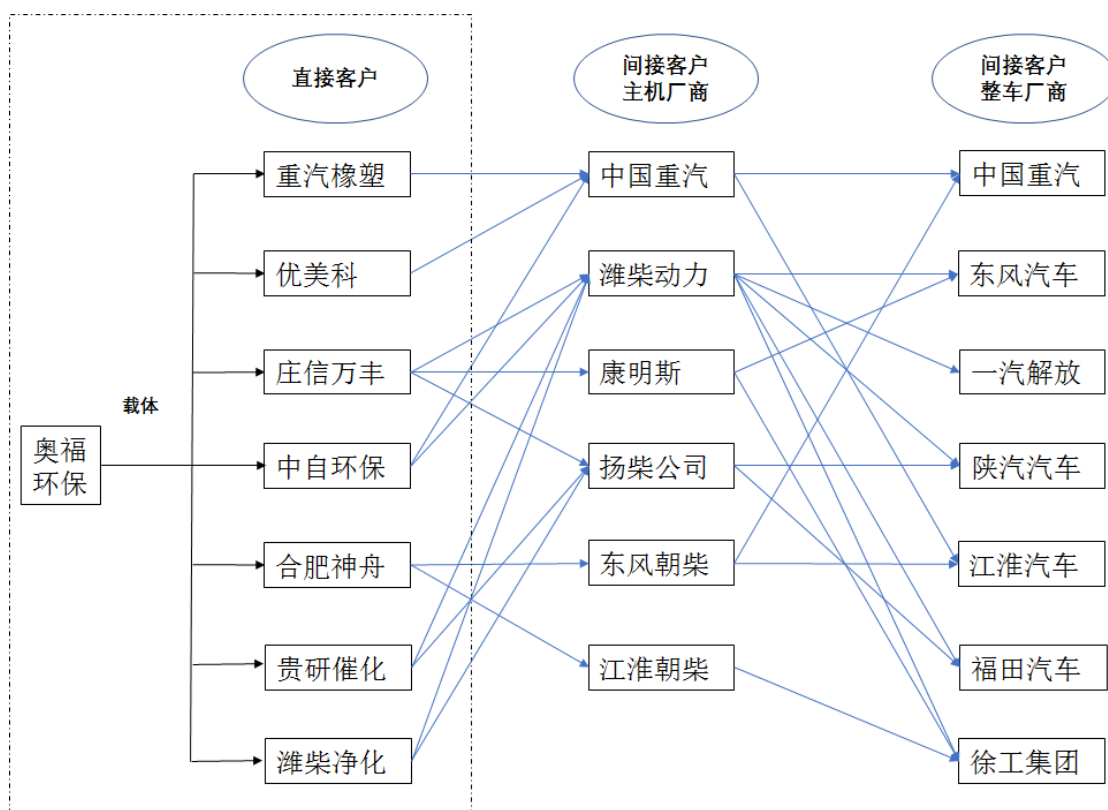 直接客户
间接客户
主机厂商
间接客户
整车厂商
重汽橡塑
中国重汽
中国重汽
优美科
潍柴动力
东风汽车
庄信万丰
康明斯
一汽解放
载体
奥福
环保
中自环保
扬柴公司
陕汽汽车
合肥神舟
东风朝柴
江淮汽车
贵研催化
江淮朝柴
福田汽车
潍柴净化
徐工集团